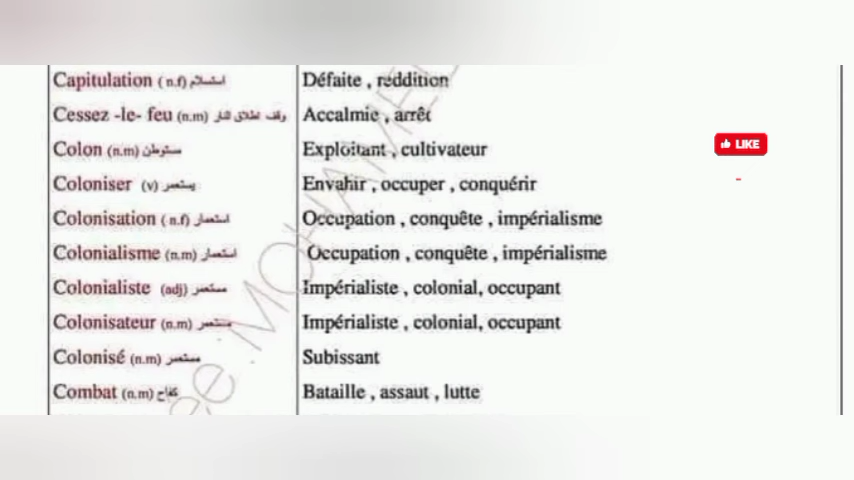 Capitulation (n.f) استسلام Défaite , reddition
Cessez -le- feu (n.m) وقف اطلاق النار Accalmie , arrêt
Colon (n.m) مستوطن Exploitant , cultivateur
Coloniser (v) يستعمر Envahir , occuper , conquérir
Colonisation ( n.f) استعمار Occupation , conquête , impérialisme
Colonialisme (n.m) استعمار Occupation , conquête , impérialisme
Colonialiste (adj) مستعمر Impérialiste , colonial, occupant
Colonisateur (n.m) مستعمر Impérialiste , colonial, occupant
Colonisé (n.m) مستعمر Subissant
Combat (n.m) كفاح Bataille , assaut , lutte
LIKE